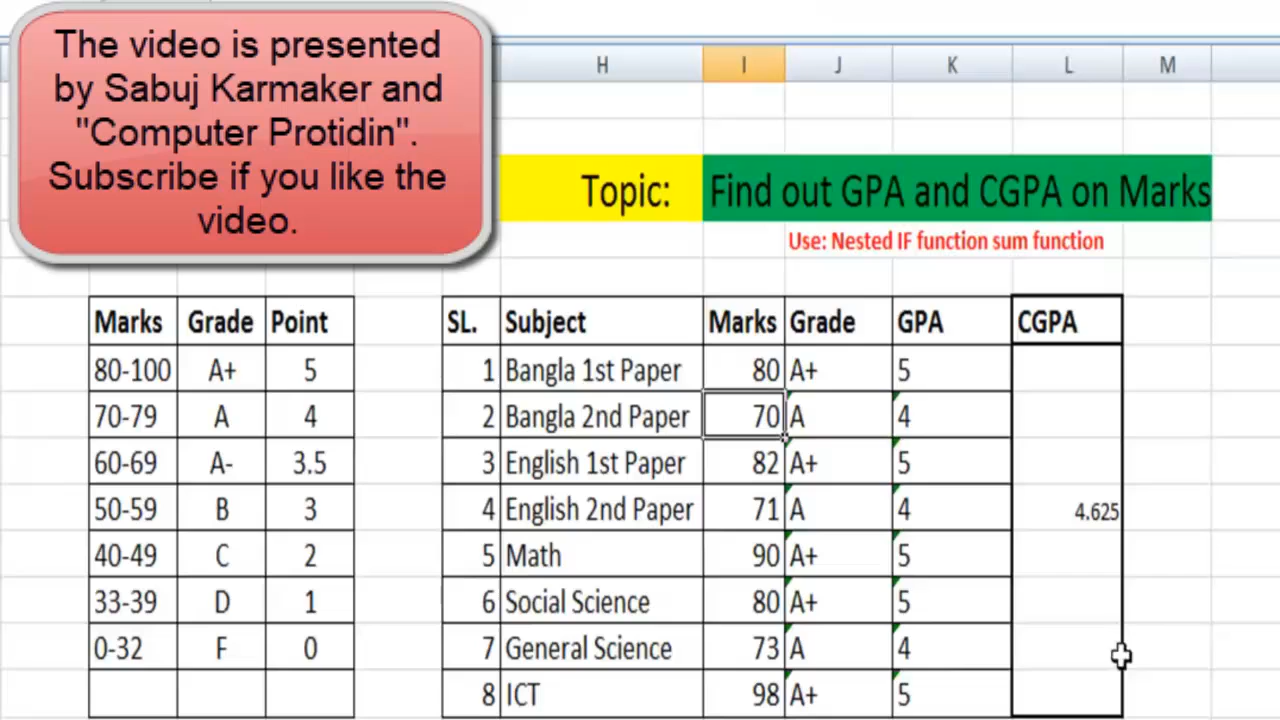 The video is presented
by Sabuj Karmaker and
"Computer Protidin".
Subscribe if you like the
video.
H I J K L M
Topic: Find out GPA and CGPA on Marks
Use: Nested IF function sum function
Marks Grade Point
80-100 A+ 5
70-79 A 4
60-69 A- 3.5
50-59 B 3
40-49 C 2
33-39 D 1
0-32 F 0
SL. Subject Marks Grade GPA CGPA
1 Bangla 1st Paper 80 A+ 5
2 Bangla 2nd Paper 70 A 4
3 English 1st Paper 82 A+ 5
4 English 2nd Paper 71 A 4 4.625
5 Math 90 A+ 5
6 Social Science 80 A+ 5
7 General Science 73 A 4
8 ICT 98 A+ 5